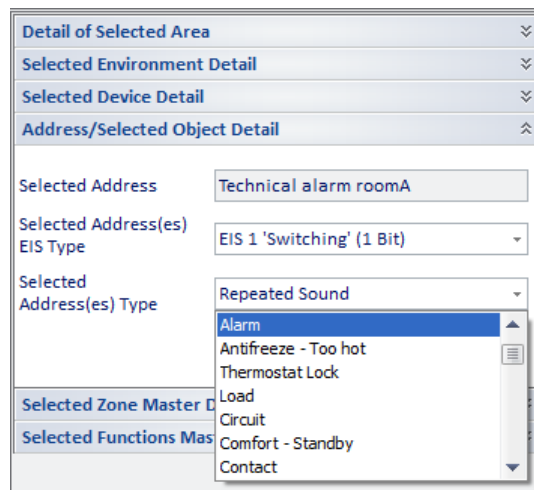 Detail of Selected Area
Selected Environment Detail
Selected Device Detail
Address/Selected Object Detail
Selected Address
Technical alarm roomA
Selected Address(es)
EIS Type
EIS 1 'Switching' (1 Bit)
Selected
Address(es) Type
Repeated Sound
Alarm
Antifreeze - Too hot
Thermostat Lock
Load
Circuit
Comfort - Standby
Contact
Selected Zone Master D
Selected Functions Mas